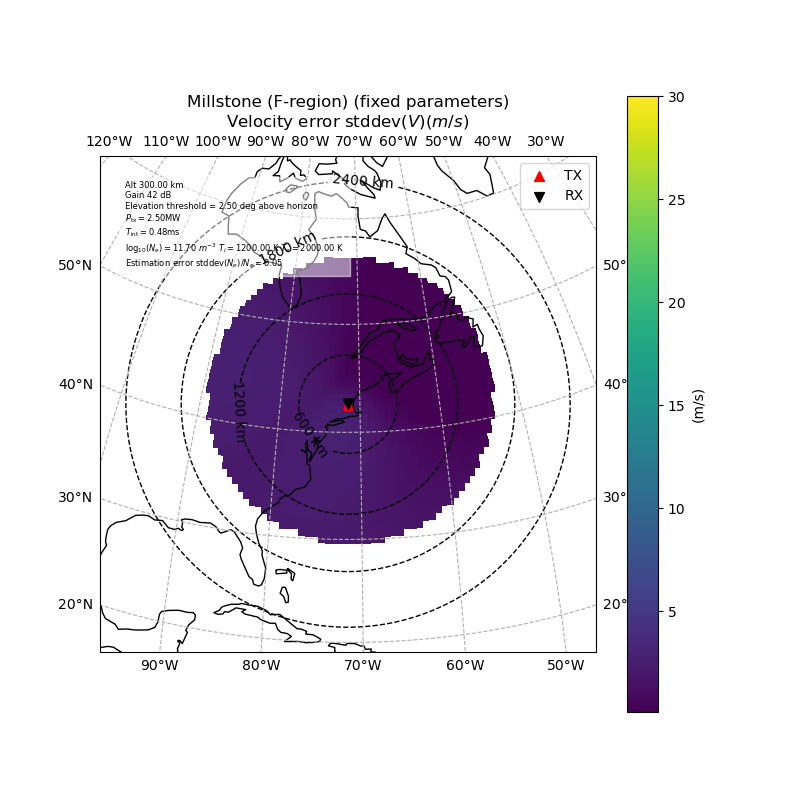 Millstone (F-region) (fixed parameters)
Velocity error stddev(V)(m/s)
120°W 110°W 100°W 90°W 80°W 70°W 60°W 50°W 40°W 30°W
30
2400 km
TX
RX
Alt 300.00 km
Gain 42 dB
Elevation threshold = 2.50 deg above horizon
P_tx = 2.50MW
T_int = 0.48ms
log₁₀(N_e) = 11.70 m⁻³ T_i = 1200.00 K = 2000.00 K
Estimation error stddev(N_e)/N_e = 0.05
1800 km
25
50°W
50°N
50°
20
40°N
40°
1200 km
600 km
15
(m/s)
30°N
30°
10
20°N
20°
5
90°W 80°W 70°W 60°W 50°W